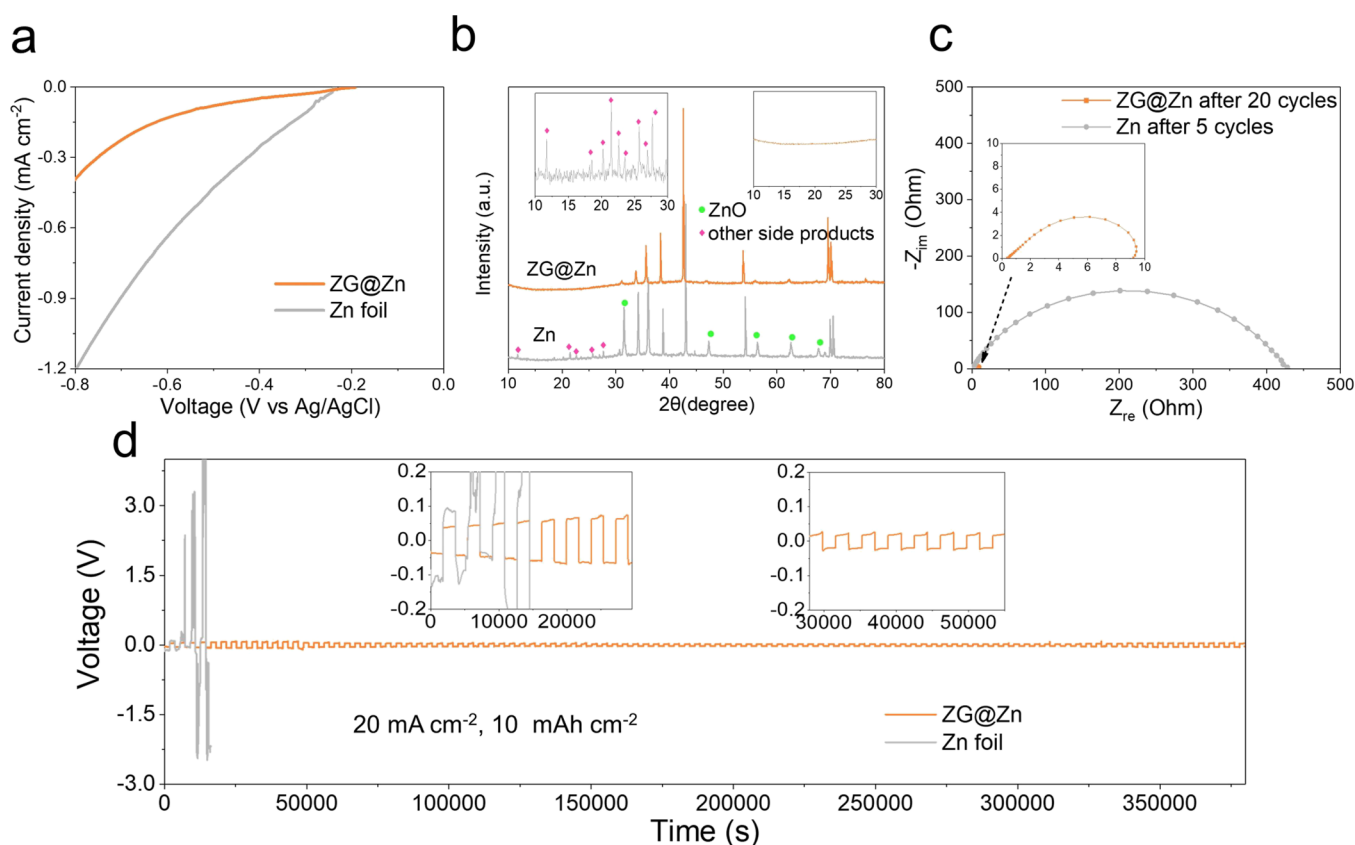 a
0.0
-0.3
-0.6
-0.9
-1.2
Current density (mA cm-2)
ZG@Zn
Zn foil
-0.8
-0.6
-0.4
-0.2
0.0
Voltage (V vs Ag/AgCl)
b
Intensity (a.u.)
10 15 20 25 30
10 15 20 25 30
ZnO
other side products
ZG@Zn
Zn
10 20 30 40 50 60 70 80
2θ(degree)
c
500
400
300
200
100
0
-Zim (Ohm)
ZG@Zn after 20 cycles
Zn after 5 cycles
10
8
6
4
2
0
0 2 4 6 8 10
0 100 200 300 400 500
Zre (Ohm)
d
3.0
1.5
0.0
-1.5
-3.0
Voltage (V)
0.2
0.1
0.0
-0.1
-0.2
0 10000 20000
0.2
0.1
0.0
-0.1
-0.2
30000 40000 50000
20 mA cm-2, 10 mAh cm-2
ZG@Zn
Zn foil
0 50000 100000 150000 200000 250000 300000 350000
Time (s)